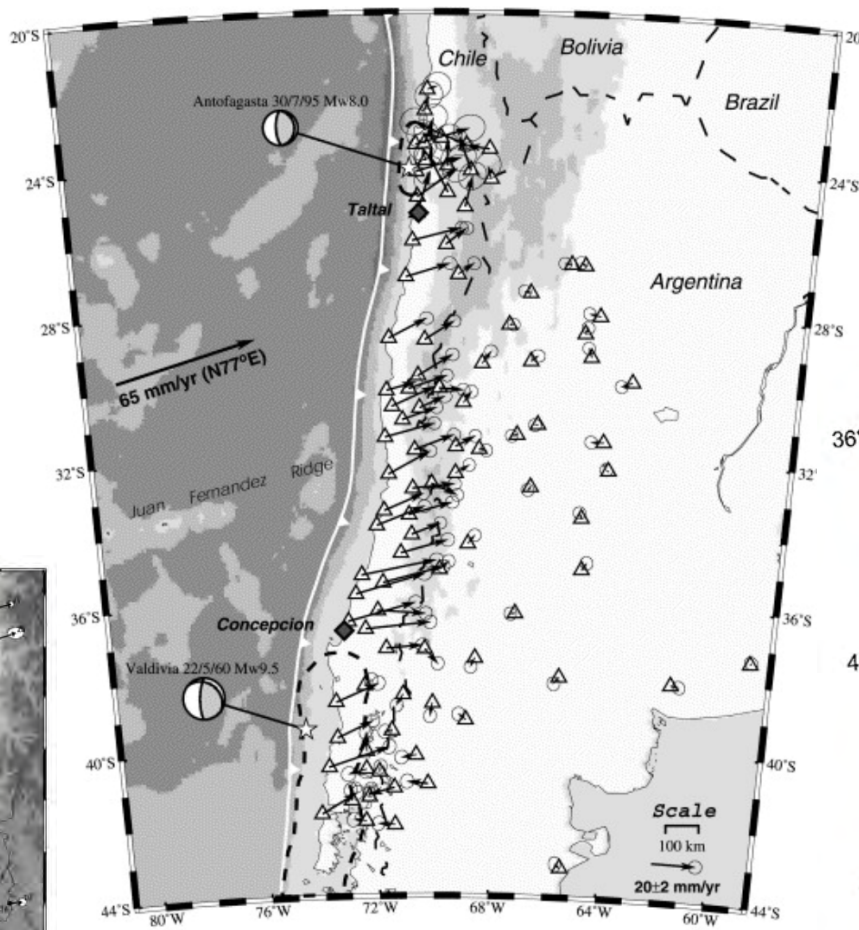 20°S
20
Chile
Bolivia
Brazil
Antofagasta 30/7/95 Mw8.0
24°S
24°S
Taltal
Argentina
28°S
28°S
65 mm/yr (N77°E)
36°
32°S
32°
Juan Fernandez Ridge
36°S
36°S
Concepcion
4
Valdivia 22/5/60 Mw9.5
40°S
40°S
Scale
100 km
20±2 mm/yr
44°S
80°W
76°W
72°W
68°W
64°W
60°W
44°S